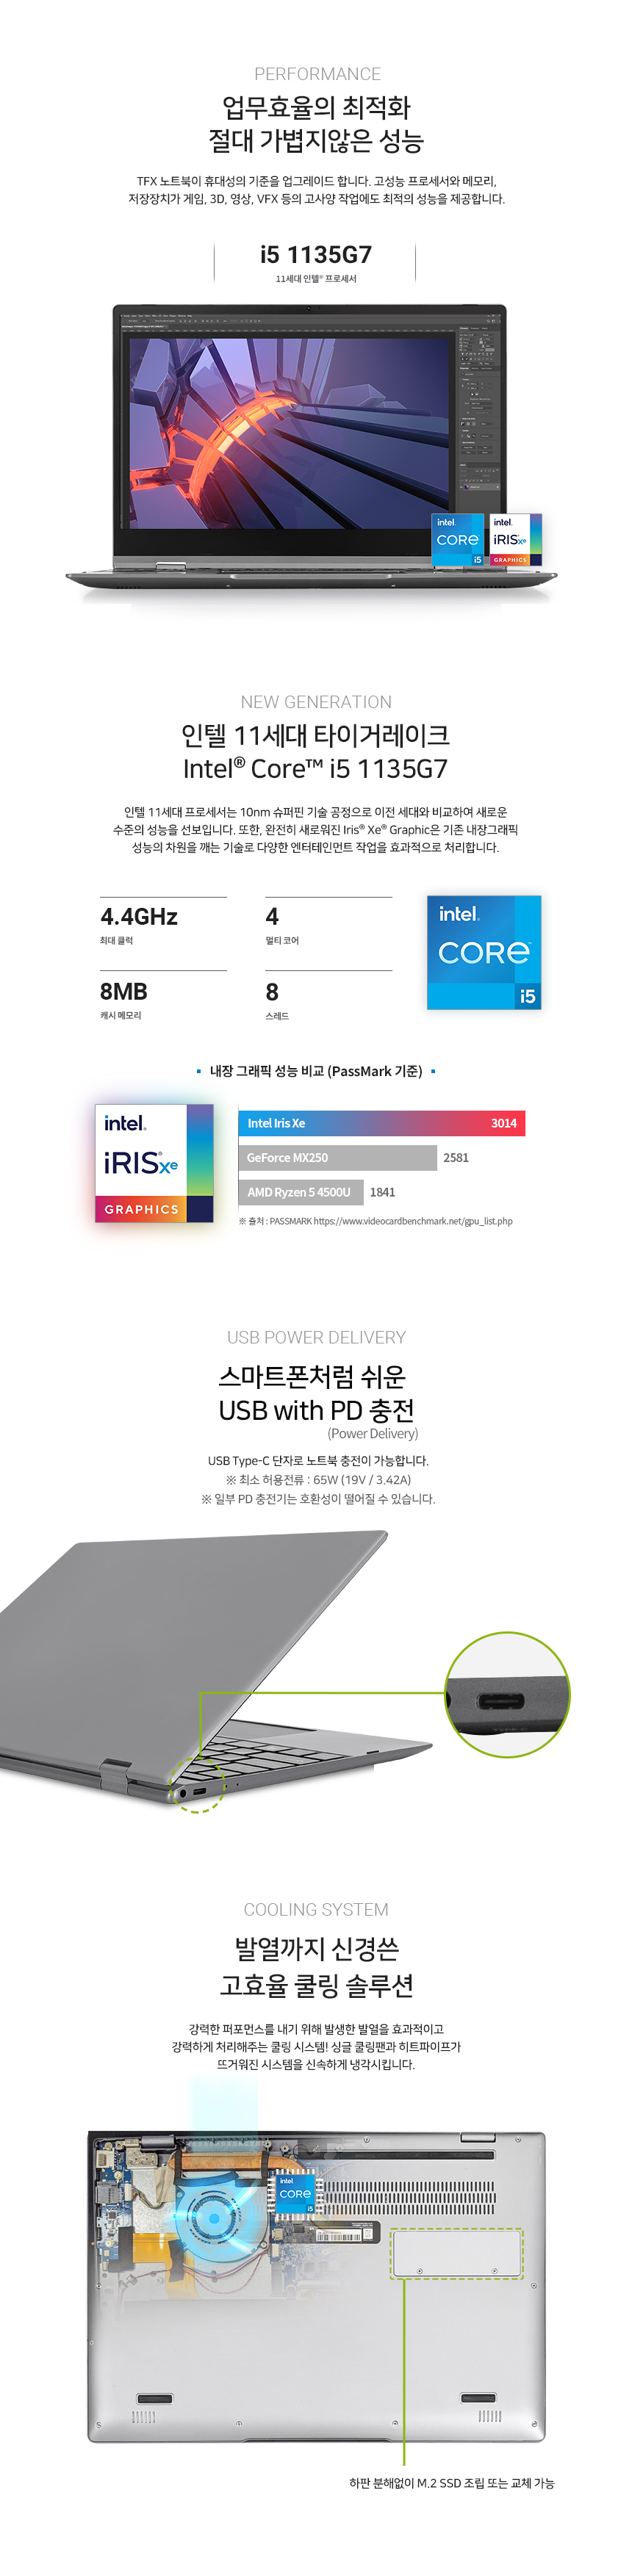 PERFORMANCE
업무효율의 최적화
절대 가볍지않은 성능
TFX 노트북이 휴대성의 기준을 업그레이드 합니다. 고성능 프로세서와 메모리,
저장장치가 게임, 3D, 영상, VFX 등의 고사양 작업에도 최적의 성능을 제공합니다.
i5 1135G7
11세대 인텔® 프로세서
intel. CORE i5
intel. iRIS Xe GRAPHICS
NEW GENERATION
인텔 11세대 타이거레이크
Intel® Core™ i5 1135G7
인텔 11세대 프로세서는 10nm 슈퍼핀 기술 공정으로 이전 세대와 비교하여 새로운
수준의 성능을 선보입니다. 또한, 완전히 새로워진 Iris® Xe® Graphic은 기존 내장그래픽
성능의 차원을 깨는 기술로 다양한 엔터테인먼트 작업을 효과적으로 처리합니다.
4.4GHz
최대 클럭
4
멀티 코어
8MB
캐시 메모리
8
스레드
intel.
CORE™
i5
내장 그래픽 성능 비교 (PassMark 기준)
intel.
iRIS Xe
GRAPHICS
Intel Iris Xe 3014
GeForce MX250 2581
AMD Ryzen 5 4500U 1841
※ 출처 : PASSMARK https://www.videocardbenchmark.net/gpu_list.php
USB POWER DELIVERY
스마트폰처럼 쉬운
USB with PD 충전
(Power Delivery)
USB Type-C 단자로 노트북 충전이 가능합니다.
※ 최소 허용전류 : 65W (19V / 3.42A)
※ 일부 PD 충전기는 호환성이 떨어질 수 있습니다.
TYPE-C
COOLING SYSTEM
발열까지 신경쓴
고효율 쿨링 솔루션
강력한 퍼포먼스를 내기 위해 발생한 발열을 효과적이고
강력하게 처리해주는 쿨링 시스템! 싱글 쿨링팬과 히트파이프가
뜨거워진 시스템을 신속하게 냉각시킵니다.
intel.
CORE
i5
하판 분해없이 M.2 SSD 조립 또는 교체 가능